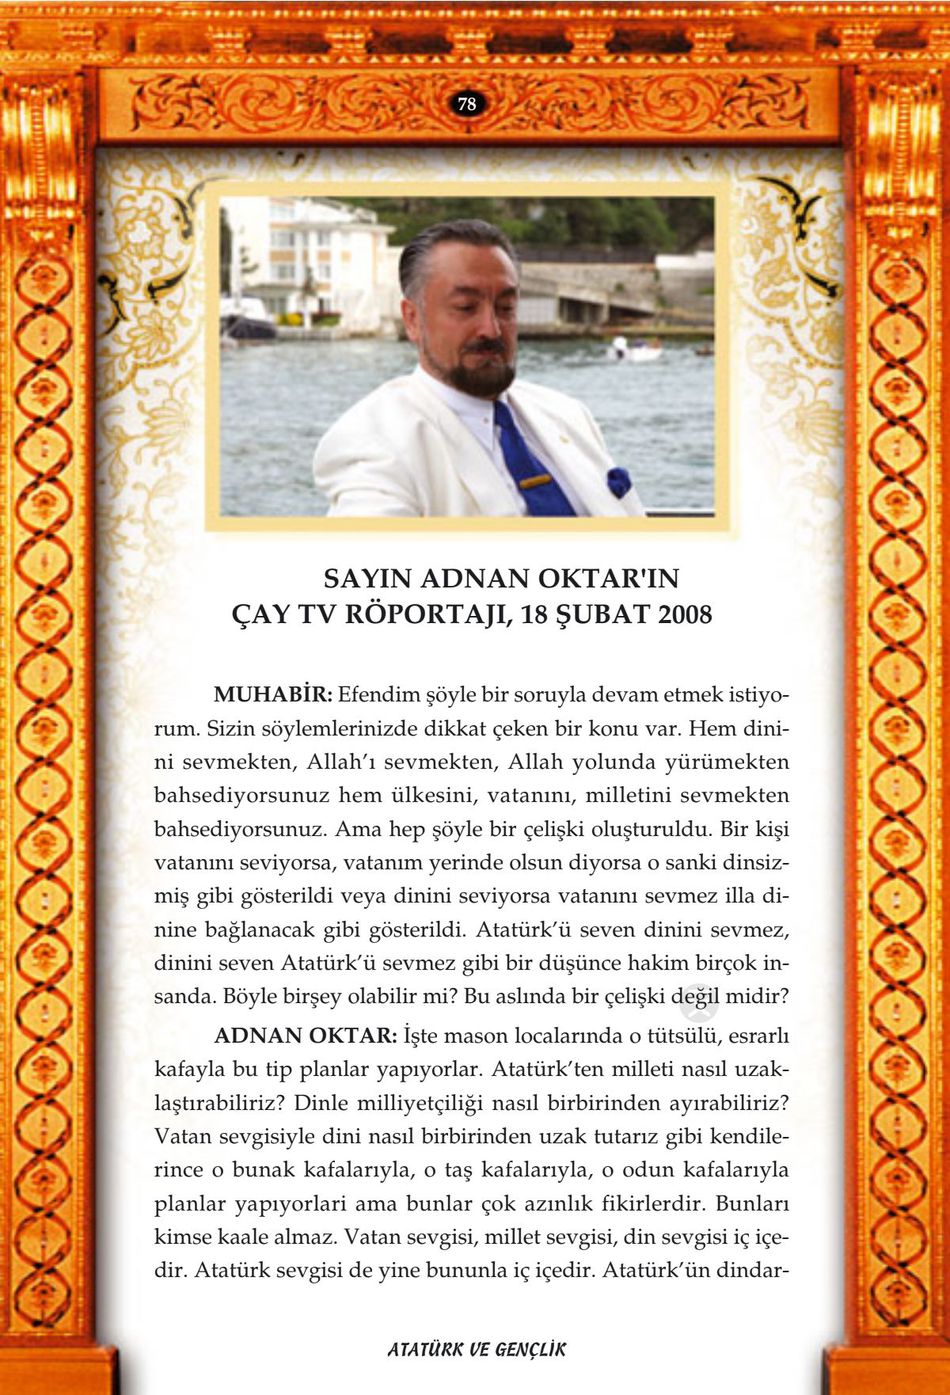 78
SAYIN ADNAN OKTAR'IN
ÇAY TV RÖPORTAJI, 18 ŞUBAT 2008
MUHABİR: Efendim şöyle bir soruyla devam etmek istiyo-
rum. Sizin söylemlerinizde dikkat çeken bir konu var. Hem dini-
ni sevmekten, Allah’ı sevmekten, Allah yolunda yürümekten
bahsediyorsunuz hem ülkesini, vatanını, milletini sevmekten
bahsediyorsunuz. Ama hep şöyle bir çelişki oluşturuldu. Bir kişi
vatanını seviyorsa, vatanım yerinde olsun diyorsa o sanki dinsiz-
miş gibi gösterildi veya dinini seviyorsa vatanını sevmez illa di-
nine bağlanacak gibi gösterildi. Atatürk’ü seven dinini sevmez,
dinini seven Atatürk’ü sevmez gibi bir düşünce hakim birçok in-
sanda. Böyle birşey olabilir mi? Bu aslında bir çelişki değil midir?
ADNAN OKTAR: İşte mason localarında o tütsülü, esrarlı
kafayla bu tip planlar yapıyorlar. Atatürk’ten milleti nasıl uzak-
laştırabiliriz? Dinle milliyetçiliği nasıl birbirinden ayırabiliriz?
Vatan sevgisiyle dini nasıl birbirinden uzak tutarız gibi kendile-
rince o bunak kafalarıyla, o taş kafalarıyla, o odun kafalarıyla
planlar yapıyorlari ama bunlar çok azınlık fikirlerdir. Bunları
kimse kaale almaz. Vatan sevgisi, millet sevgisi, din sevgisi iç içe-
dir. Atatürk sevgisi de yine bununla iç içedir. Atatürk’ün dindar-
ATATÜRK VE GENÇLİK